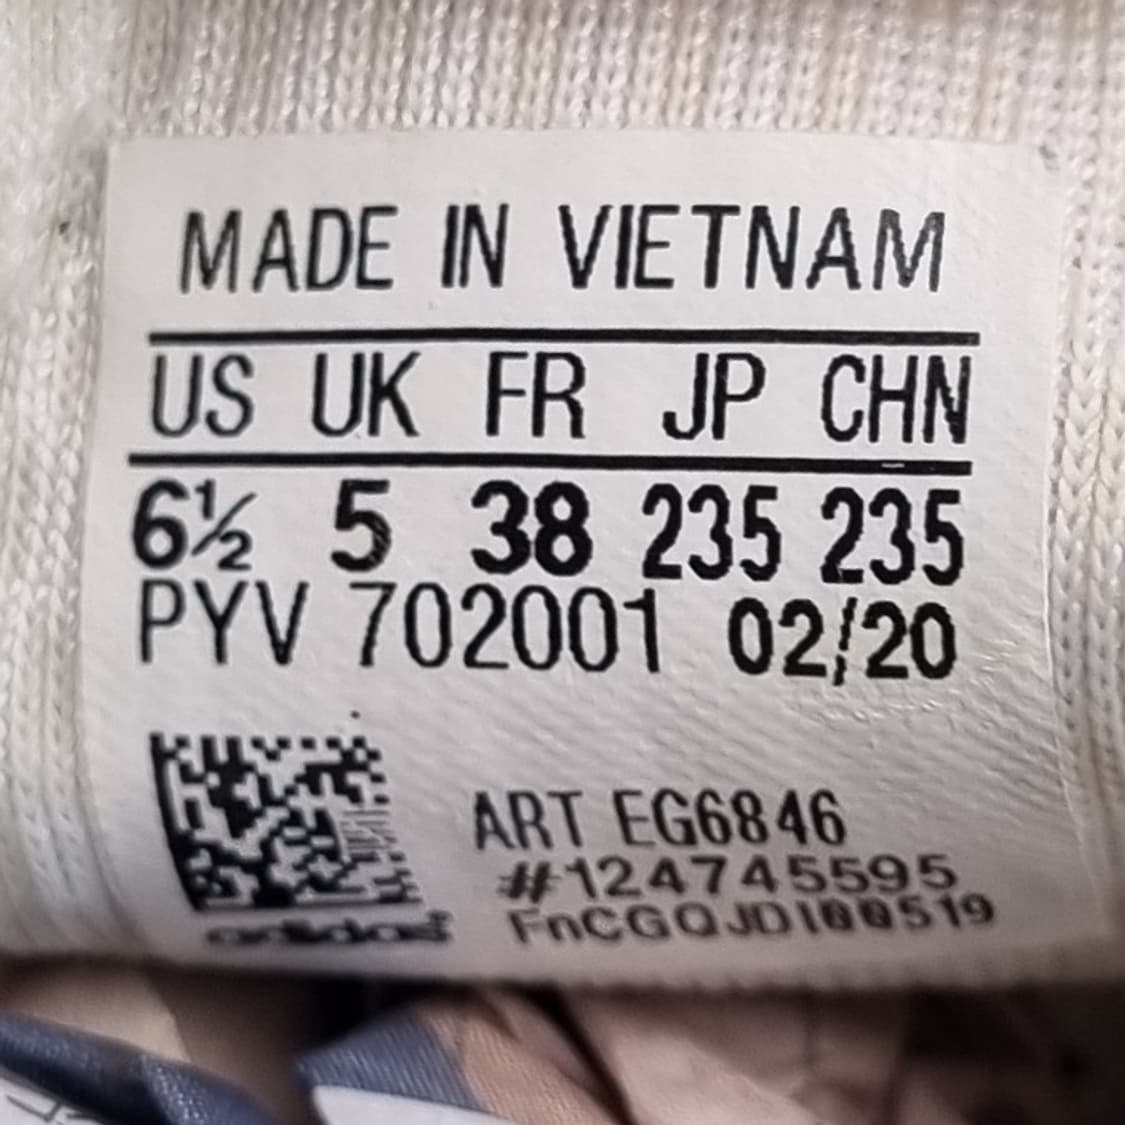 MADE IN VIETNAM
US UK FR JP CHN
6½ 5 38 235 235
PYV 702001 02/20
ART EG6846
#124745595
FnCGQJDI00519
adidas